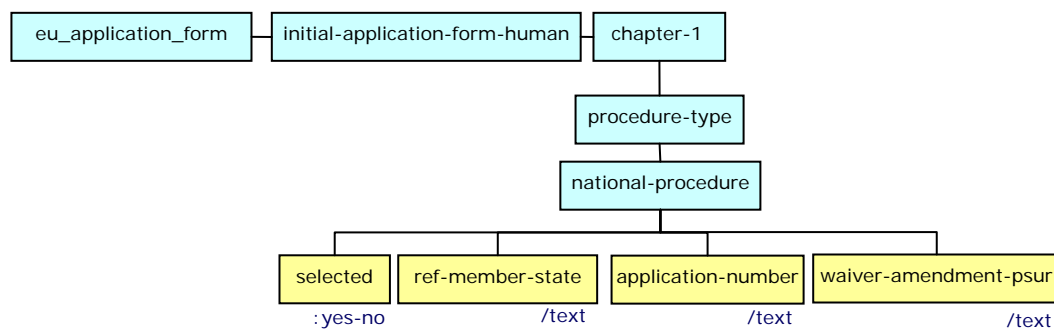 eu_application_form initial-application-form-human chapter-1
procedure-type
national-procedure
selected ref-member-state application-number waiver-amendment-psur
:yes-no /text /text /text